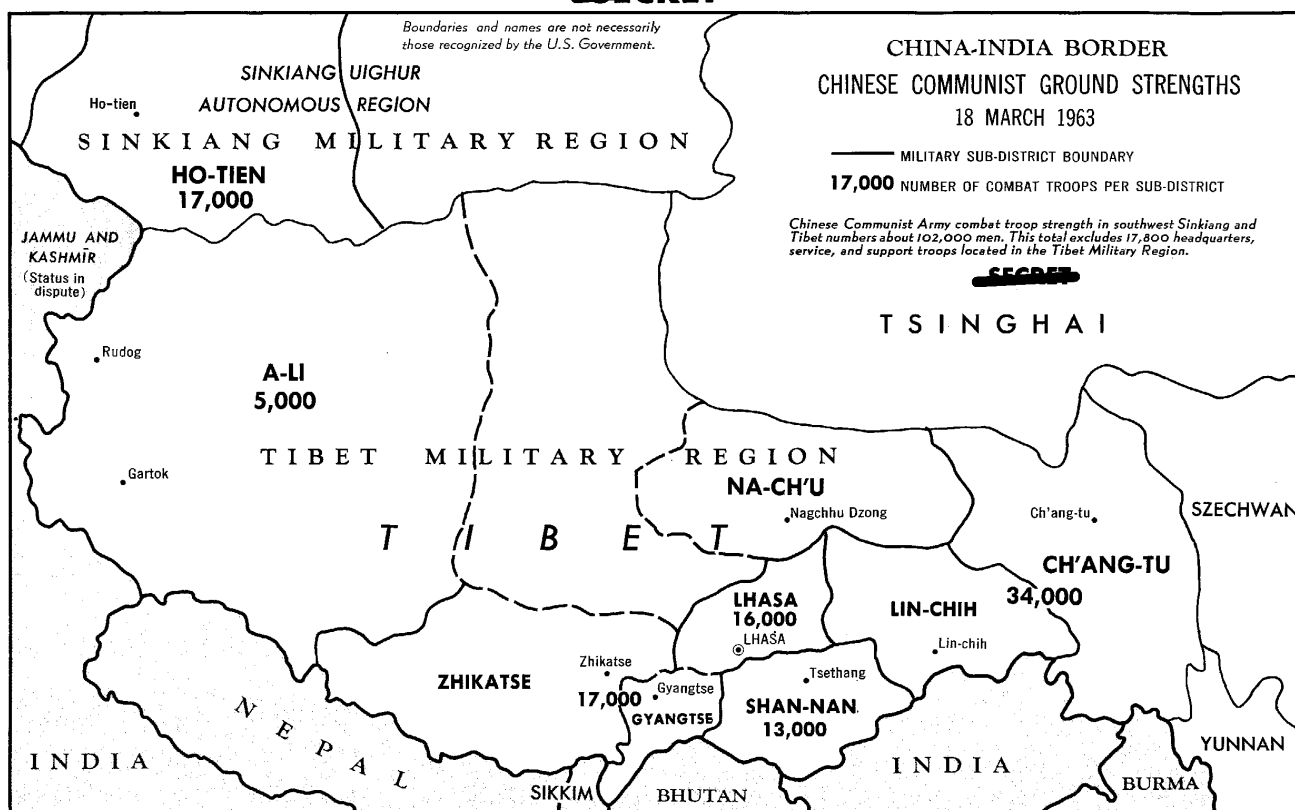 SECRET
Boundaries and names are not necessarily
those recognized by the U.S. Government.
CHINA-INDIA BORDER
CHINESE COMMUNIST GROUND STRENGTHS
18 MARCH 1963
MILITARY SUB-DISTRICT BOUNDARY
17,000 NUMBER OF COMBAT TROOPS PER SUB-DISTRICT
Chinese Communist Army combat troop strength in southwest Sinkiang and
Tibet numbers about 102,000 men. This total excludes 17,800 headquarters,
service, and support troops located in the Tibet Military Region.
SECRET
SINKIANG UIGHUR
AUTONOMOUS REGION
Ho-tien
SINKIANG MILITARY REGION
HO-TIEN
17,000
JAMMU AND
KASHMĪR
(Status in
dispute)
TSINGHAI
Rudog
A-LI
5,000
TIBET MILITARY REGION
Gartok
NA-CH'U
Nagchhu Dzong
Ch'ang-tu
SZECHWAN
TIBET
CH'ANG-TU
34,000
LHASA
16,000
LHASA
LIN-CHIH
Lin-chih
ZHIKATSE
Zhikatse
17,000
Gyangtse
GYANGTSE
Tsethang
SHAN-NAN
13,000
NEPAL
INDIA
SIKKIM
BHUTAN
INDIA
BURMA
YUNNAN